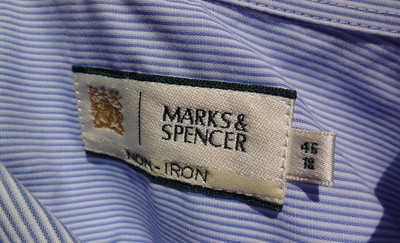 MARKS &
SPENCER
NON-IRON
46
18